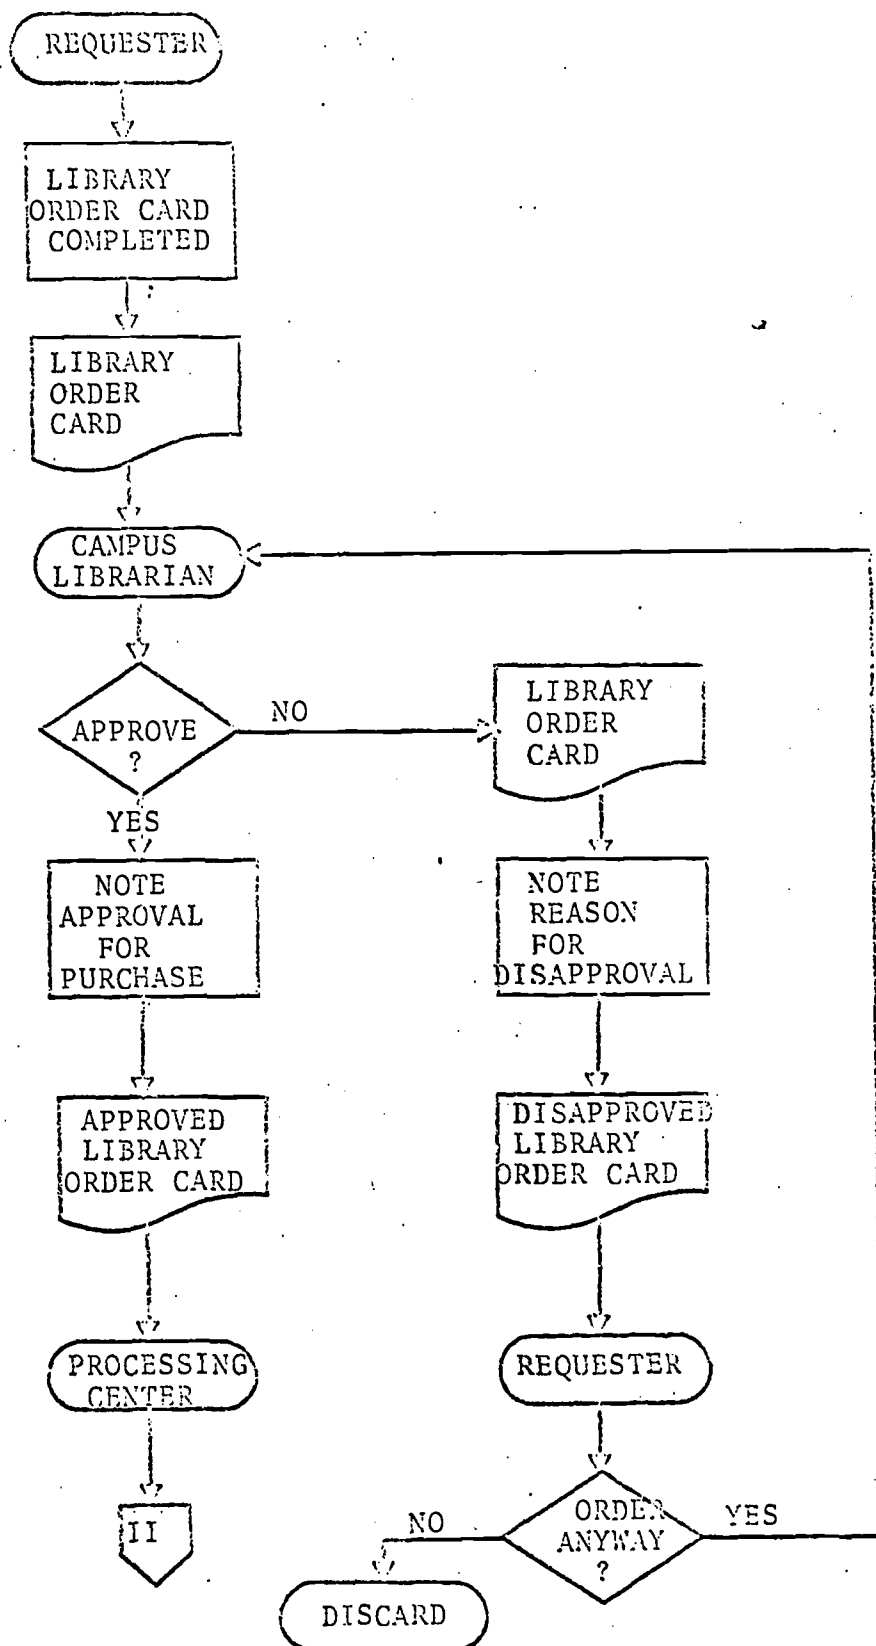 REQUESTER
LIBRARY
ORDER CARD
COMPLETED
LIBRARY
ORDER
CARD
CAMPUS
LIBRARIAN
APPROVE
?
NO
YES
LIBRARY
ORDER
CARD
NOTE
APPROVAL
FOR
PURCHASE
NOTE
REASON
FOR
DISAPPROVAL
APPROVED
LIBRARY
ORDER CARD
DISAPPROVED
LIBRARY
ORDER CARD
PROCESSING
CENTER
REQUESTER
II
ORDER
ANYWAY
?
NO
YES
DISCARD